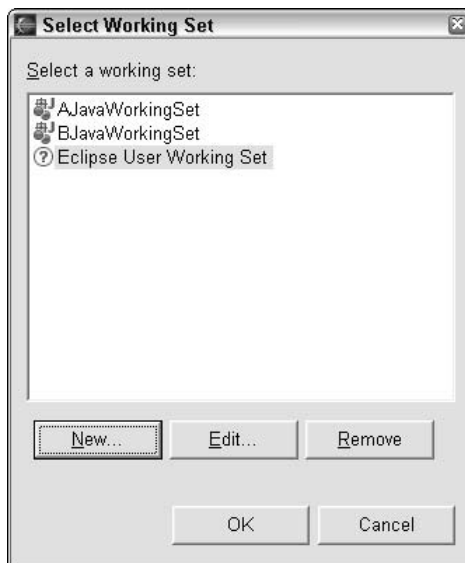 Select Working Set
Select a working set:
AJavaWorkingSet
BJavaWorkingSet
Eclipse User Working Set
New...
Edit...
Remove
OK
Cancel